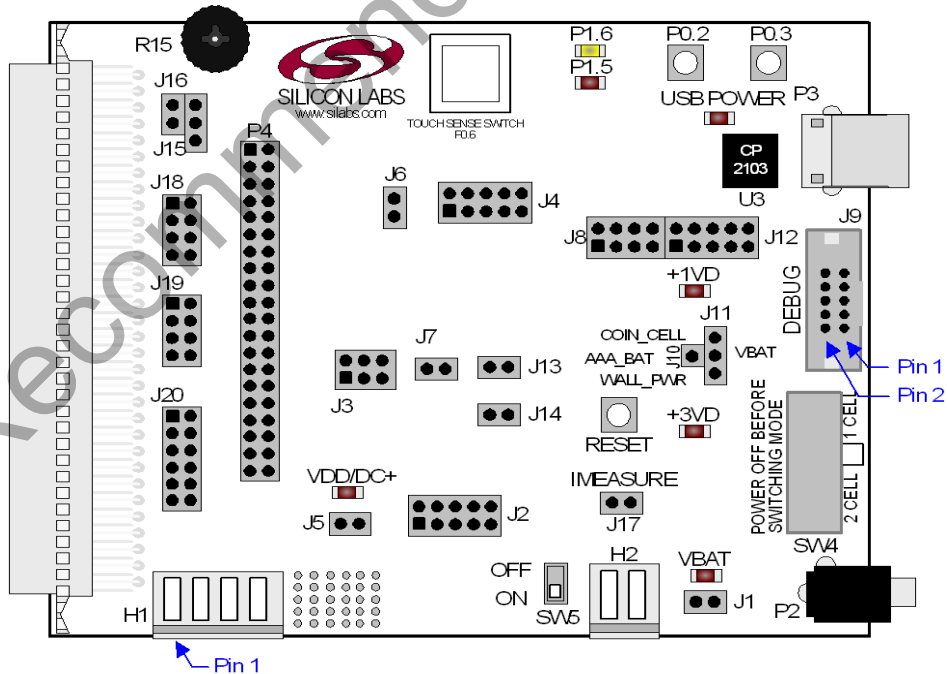 R15
SILICON LABS
www.silabs.com
TOUCH SENSE SWITCH
P0.6
P1.6
P1.5
P0.2
P0.3
USB POWER
P3
J16
J15
P4
CP
2103
U3
J18
J6
J4
J8
J12
J9
DEBUG
+1VD
J19
J11
COIN_CELL
J10
AAA_BAT
VBAT
WALL_PWR
J7
J13
Pin 1
Pin 2
J3
J14
J20
+3VD
RESET
POWER OFF BEFORE
SWITCHING MODE
2 CELL
1 CELL
VDD/DC+
J5
J2
IMEASURE
J17
SW4
H2
VBAT
OFF
ON
SW5
J1
P2
H1
Pin 1